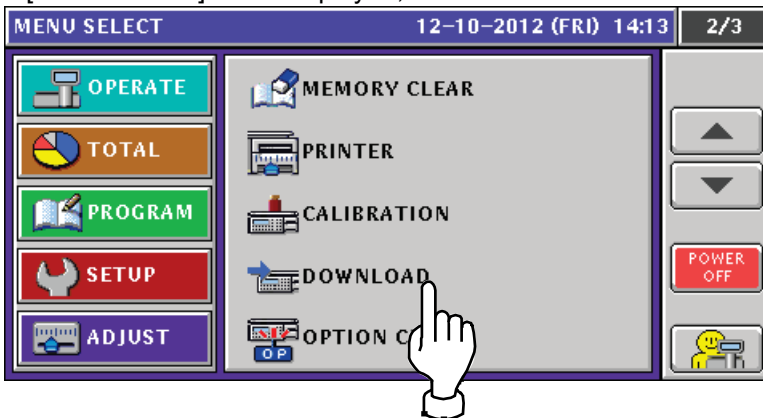 MENU SELECT 12-10-2012 (FRI) 14:13 2/3
OPERATE
TOTAL
PROGRAM
SETUP
ADJUST
MEMORY CLEAR
PRINTER
CALIBRATION
DOWNLOAD
OPTION
OP
POWER
OFF